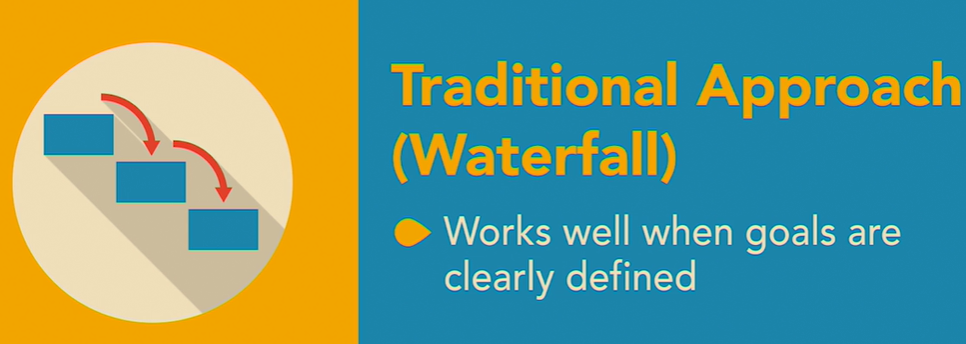 Traditional Approach
(Waterfall)
Works well when goals are
clearly defined